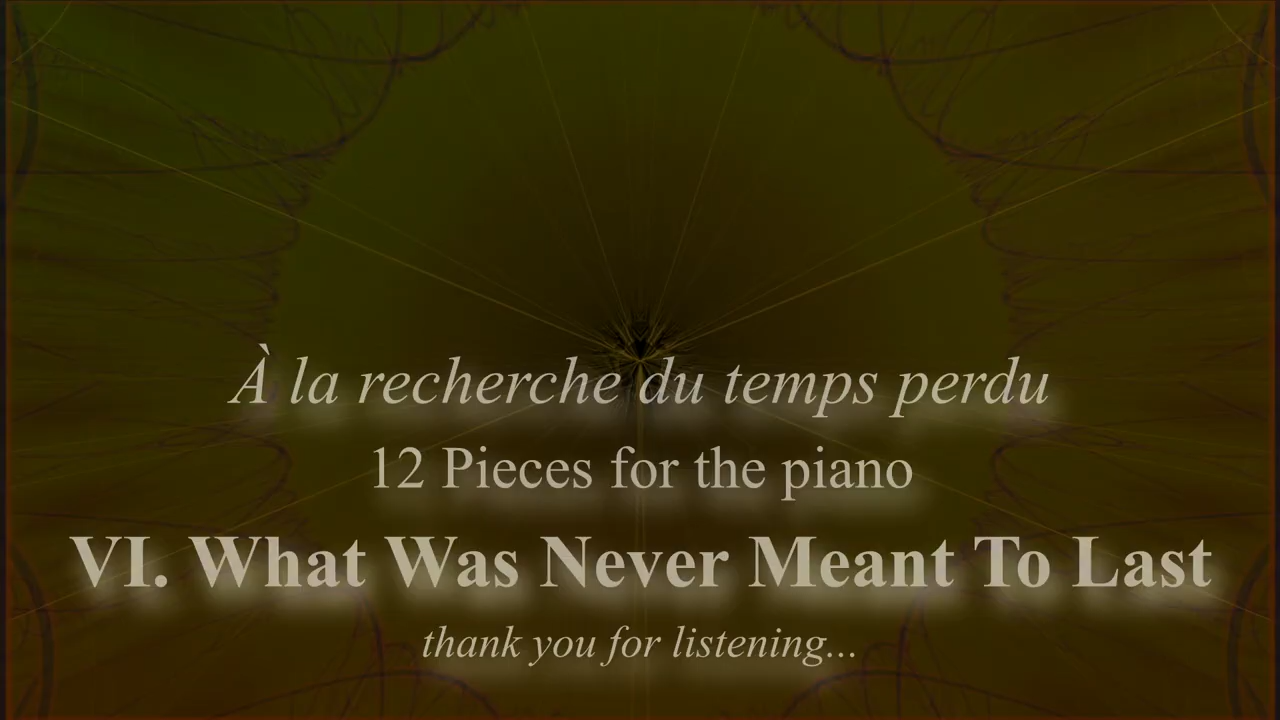 À la recherche du temps perdu
12 Pieces for the piano
VI. What Was Never Meant To Last
thank you for listening...